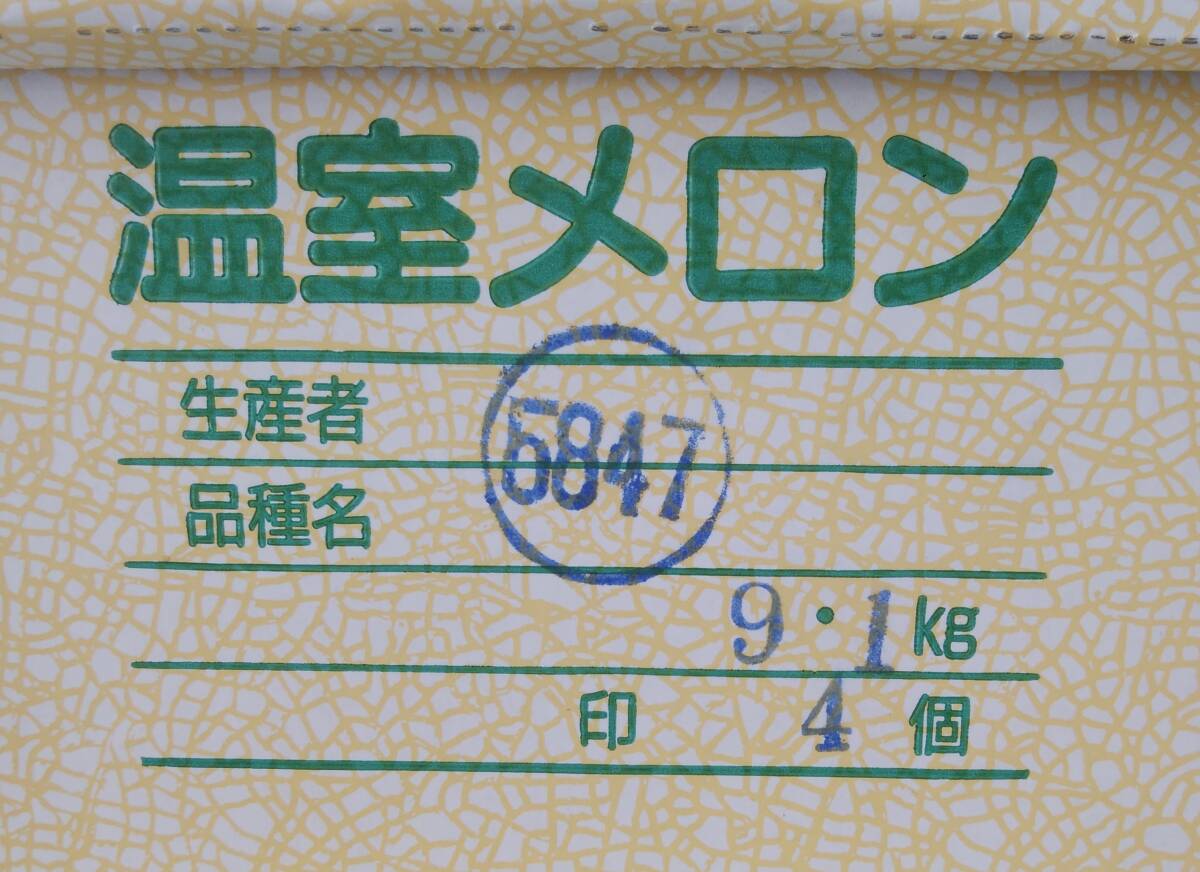 温室メロン
生産者 5847
品種名
9・1kg
印 4 個